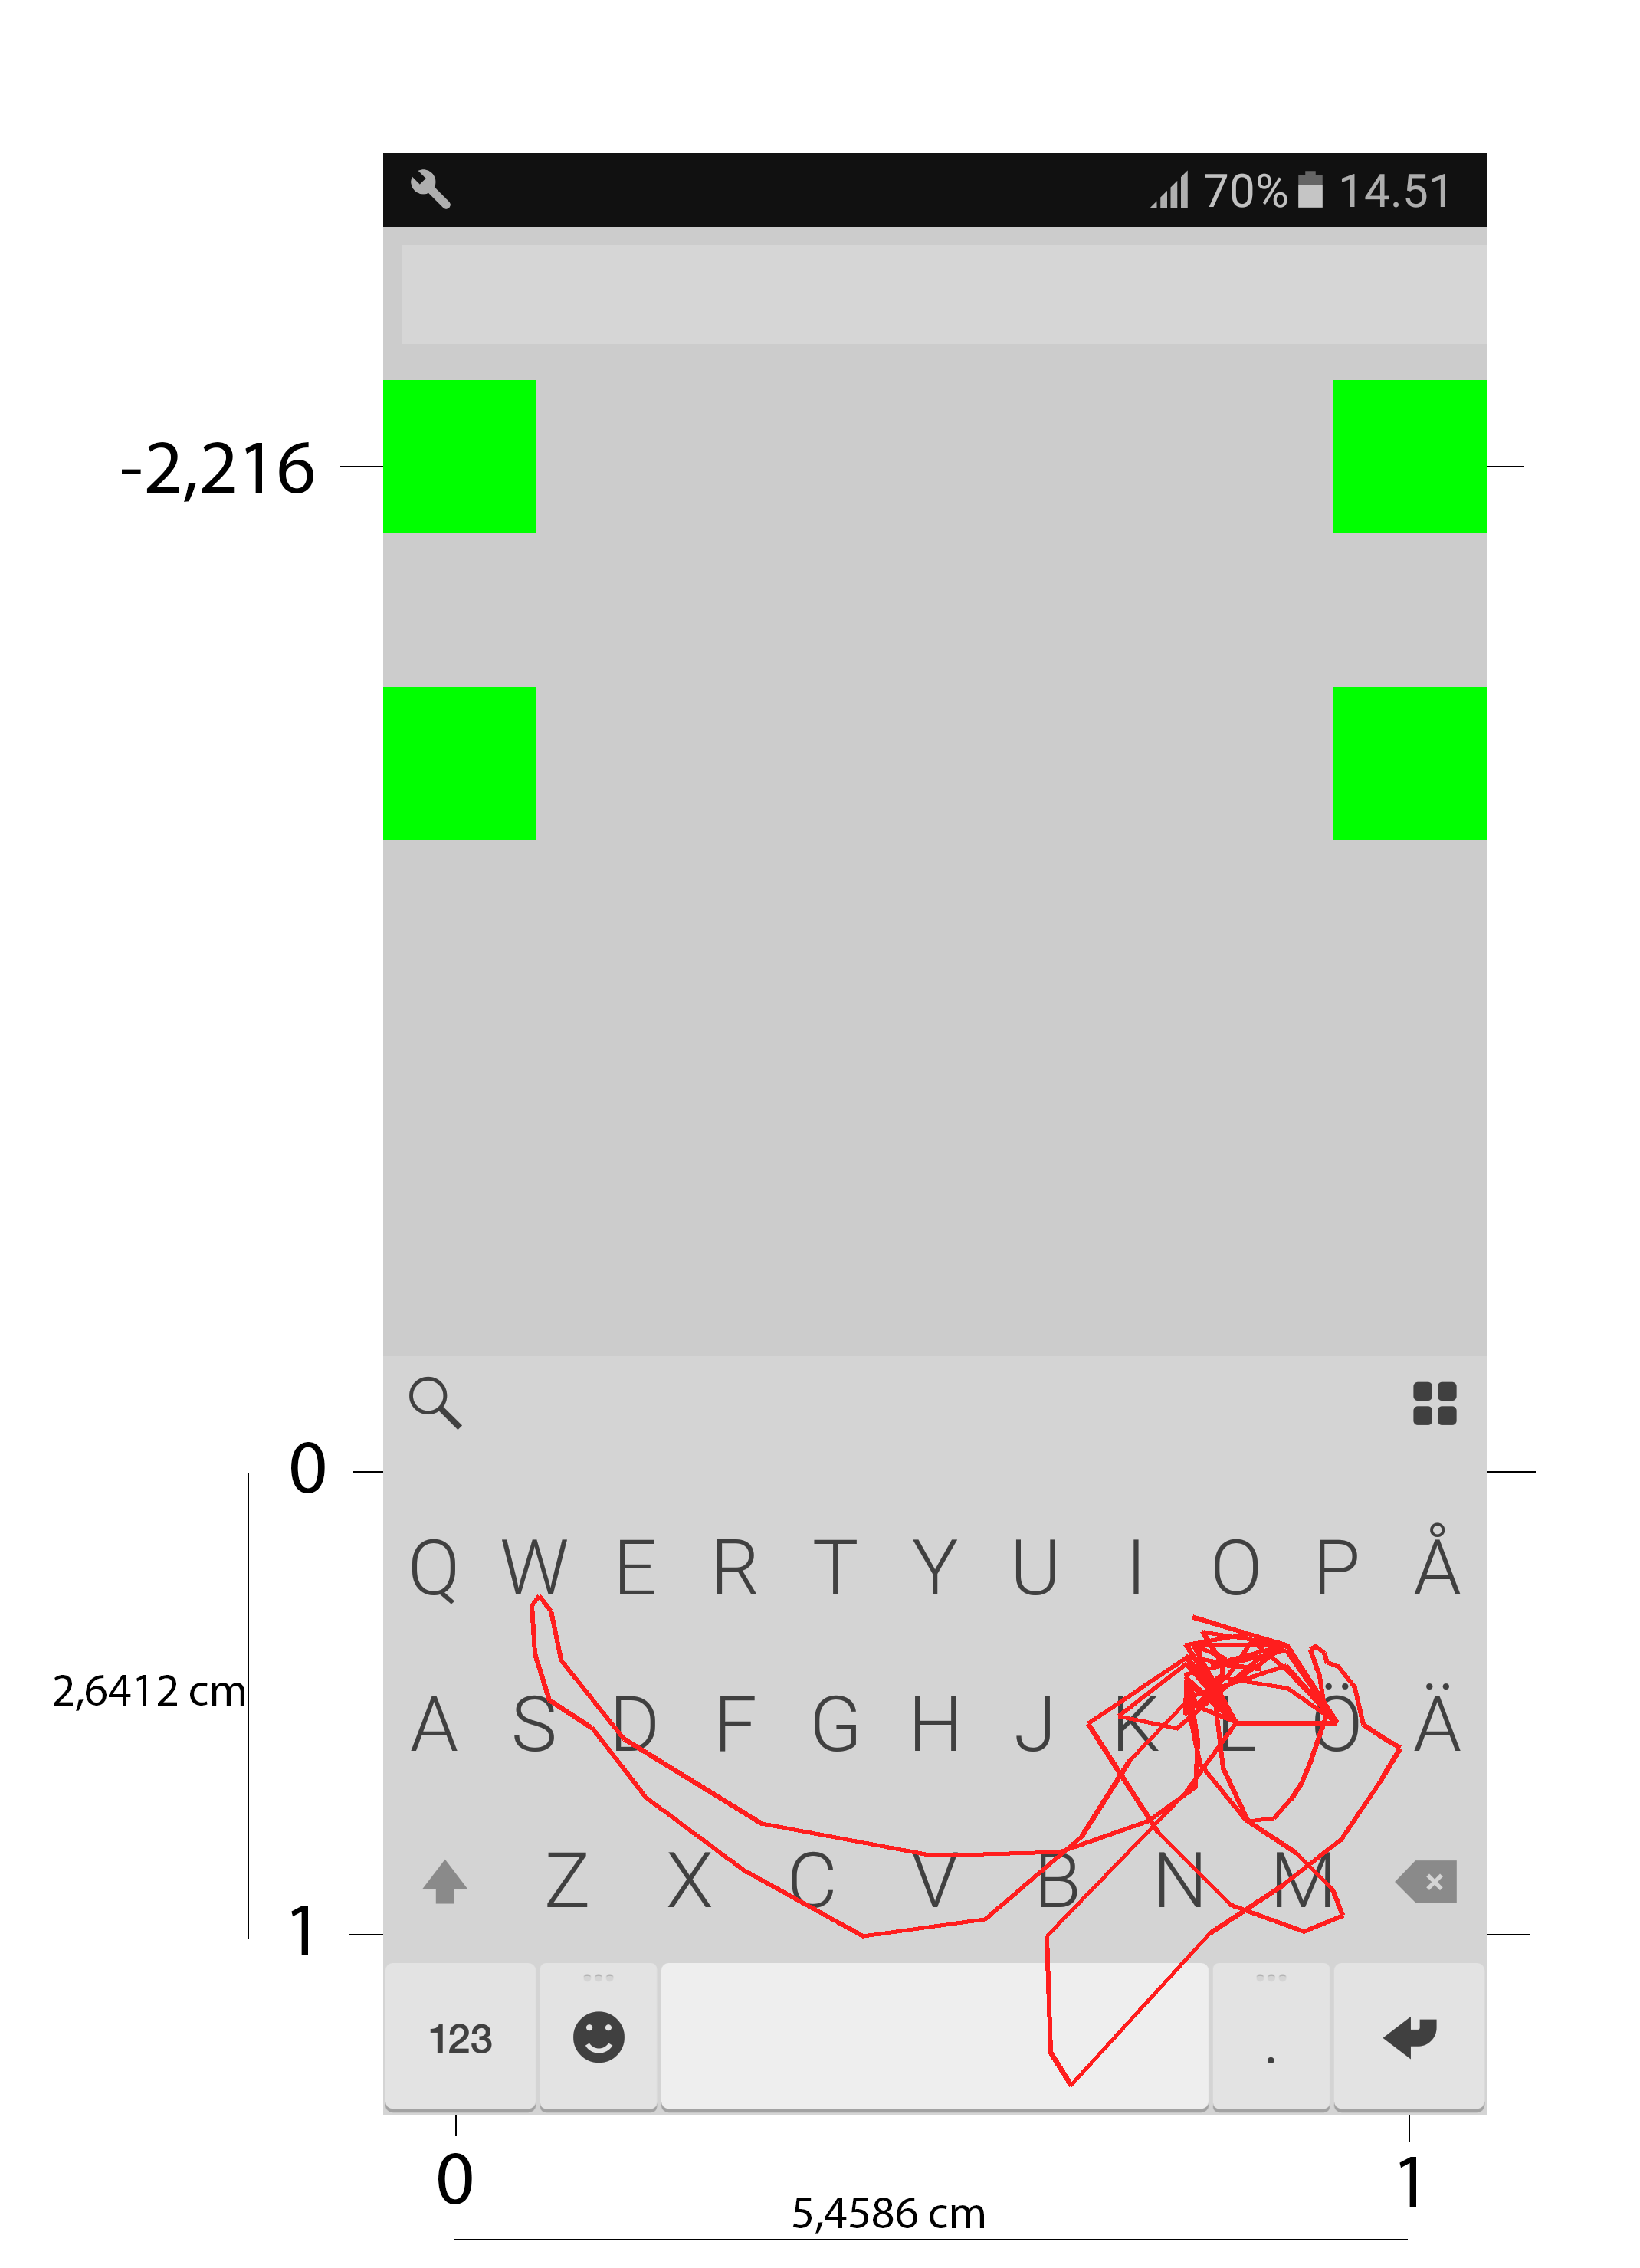 70% 14.51
-2,216
0
Q W E R T Y U I O P Å
2,6412 cm
A S D F G H J K L Ö Ä
Z X C V B N M
1
123 .
0 1
5,4586 cm